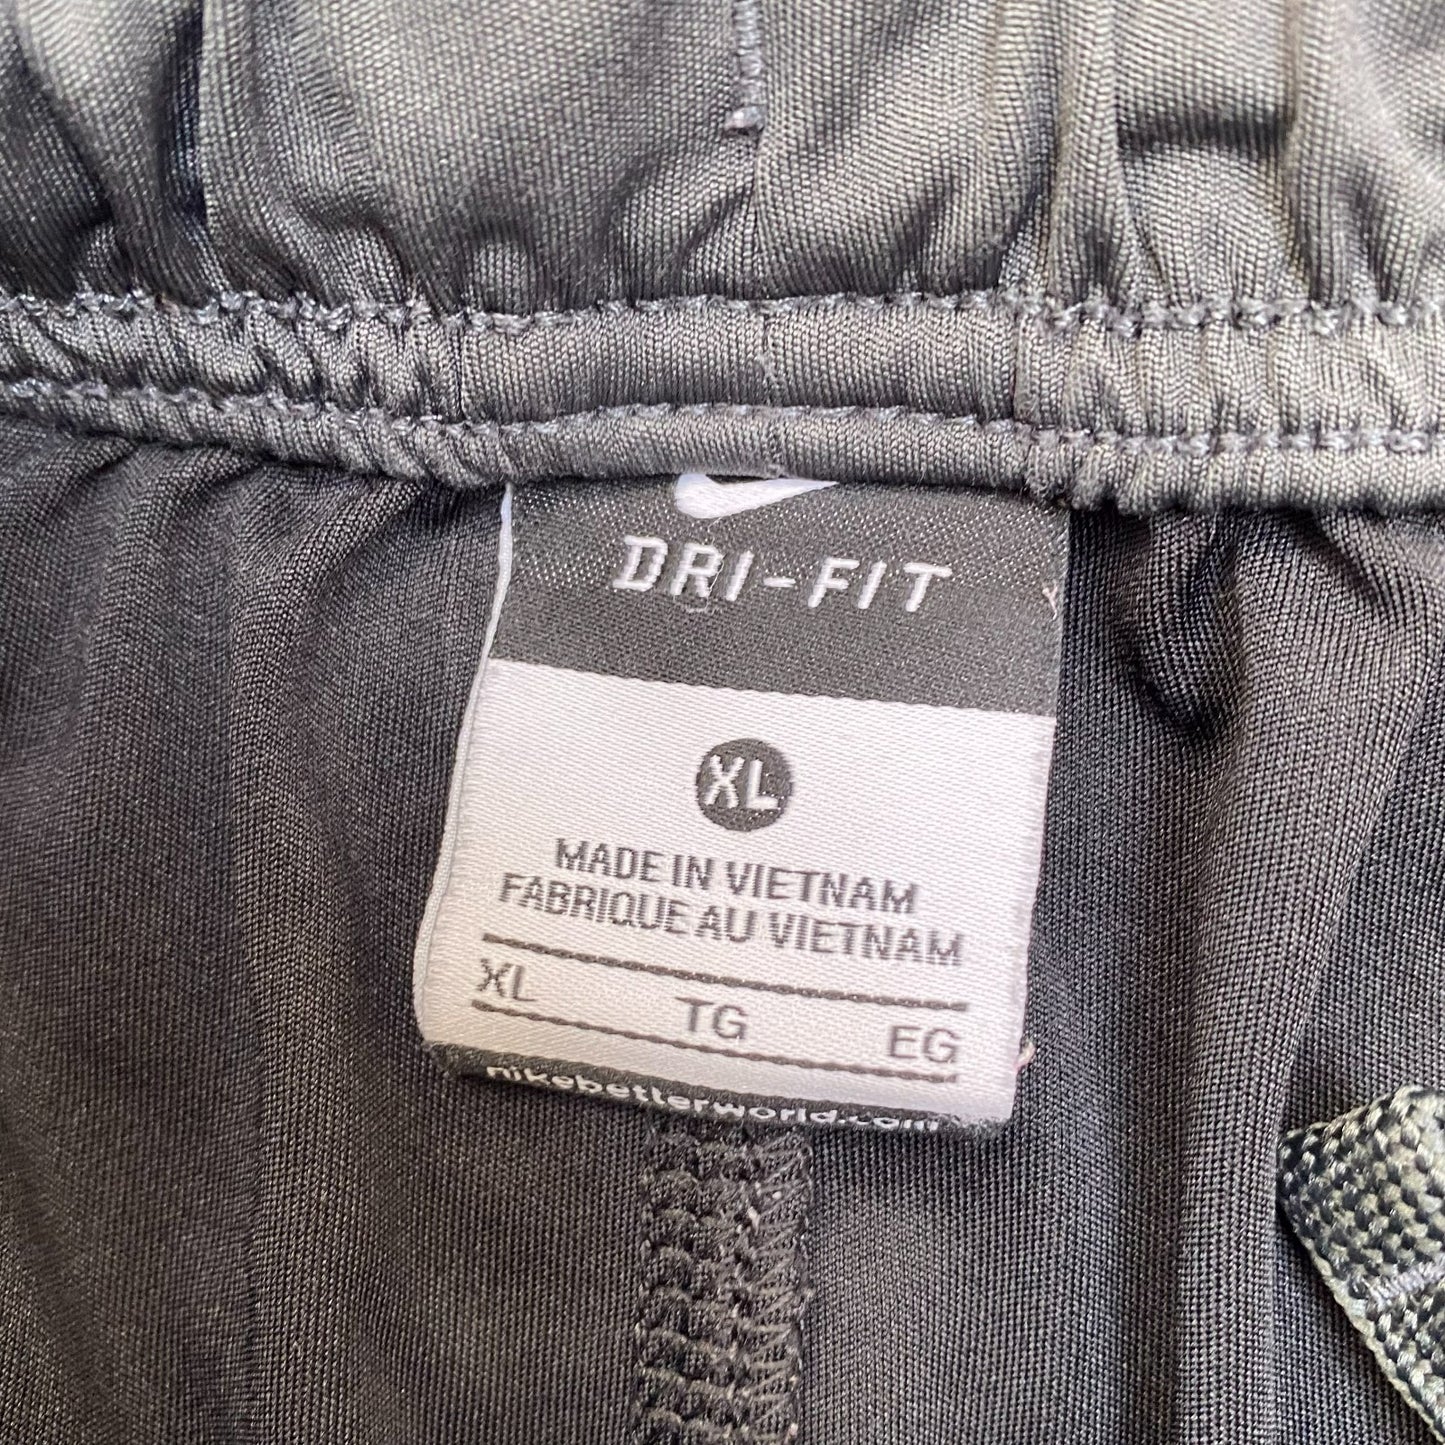 DRI-FIT
XL
MADE IN VIETNAM
FABRIQUE AU VIETNAM
XL TG EG
nikebetterworld.com